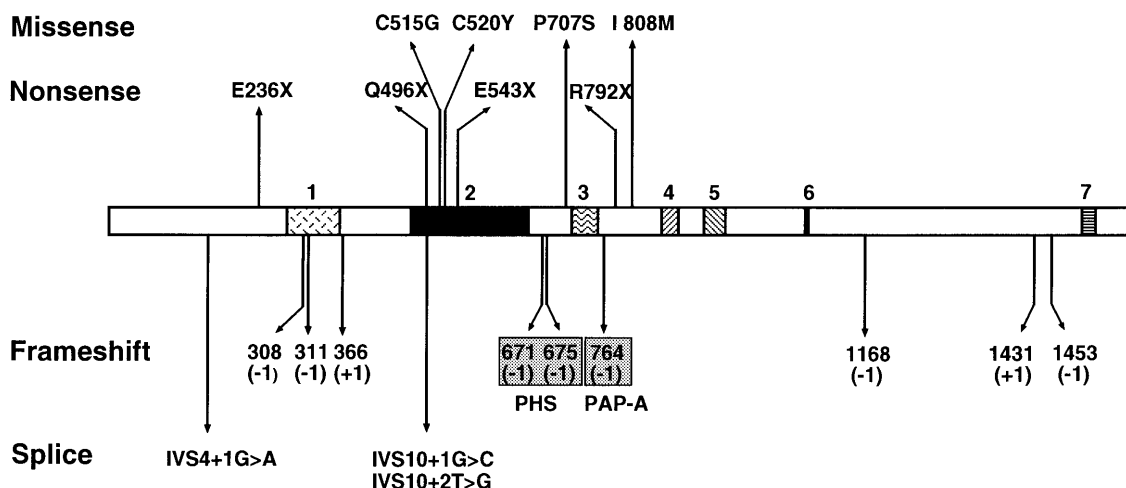 Missense C515G C520Y P707S I 808M
Nonsense E236X Q496X E543X R792X
1 2 3 4 5 6 7
Frameshift 308 311 366 671 675 764 1168 1431 1453
(-1) (-1) (+1) (-1) (-1) (-1) (-1) (+1) (-1)
PHS PAP-A
Splice IVS4+1G>A IVS10+1G>C
IVS10+2T>G